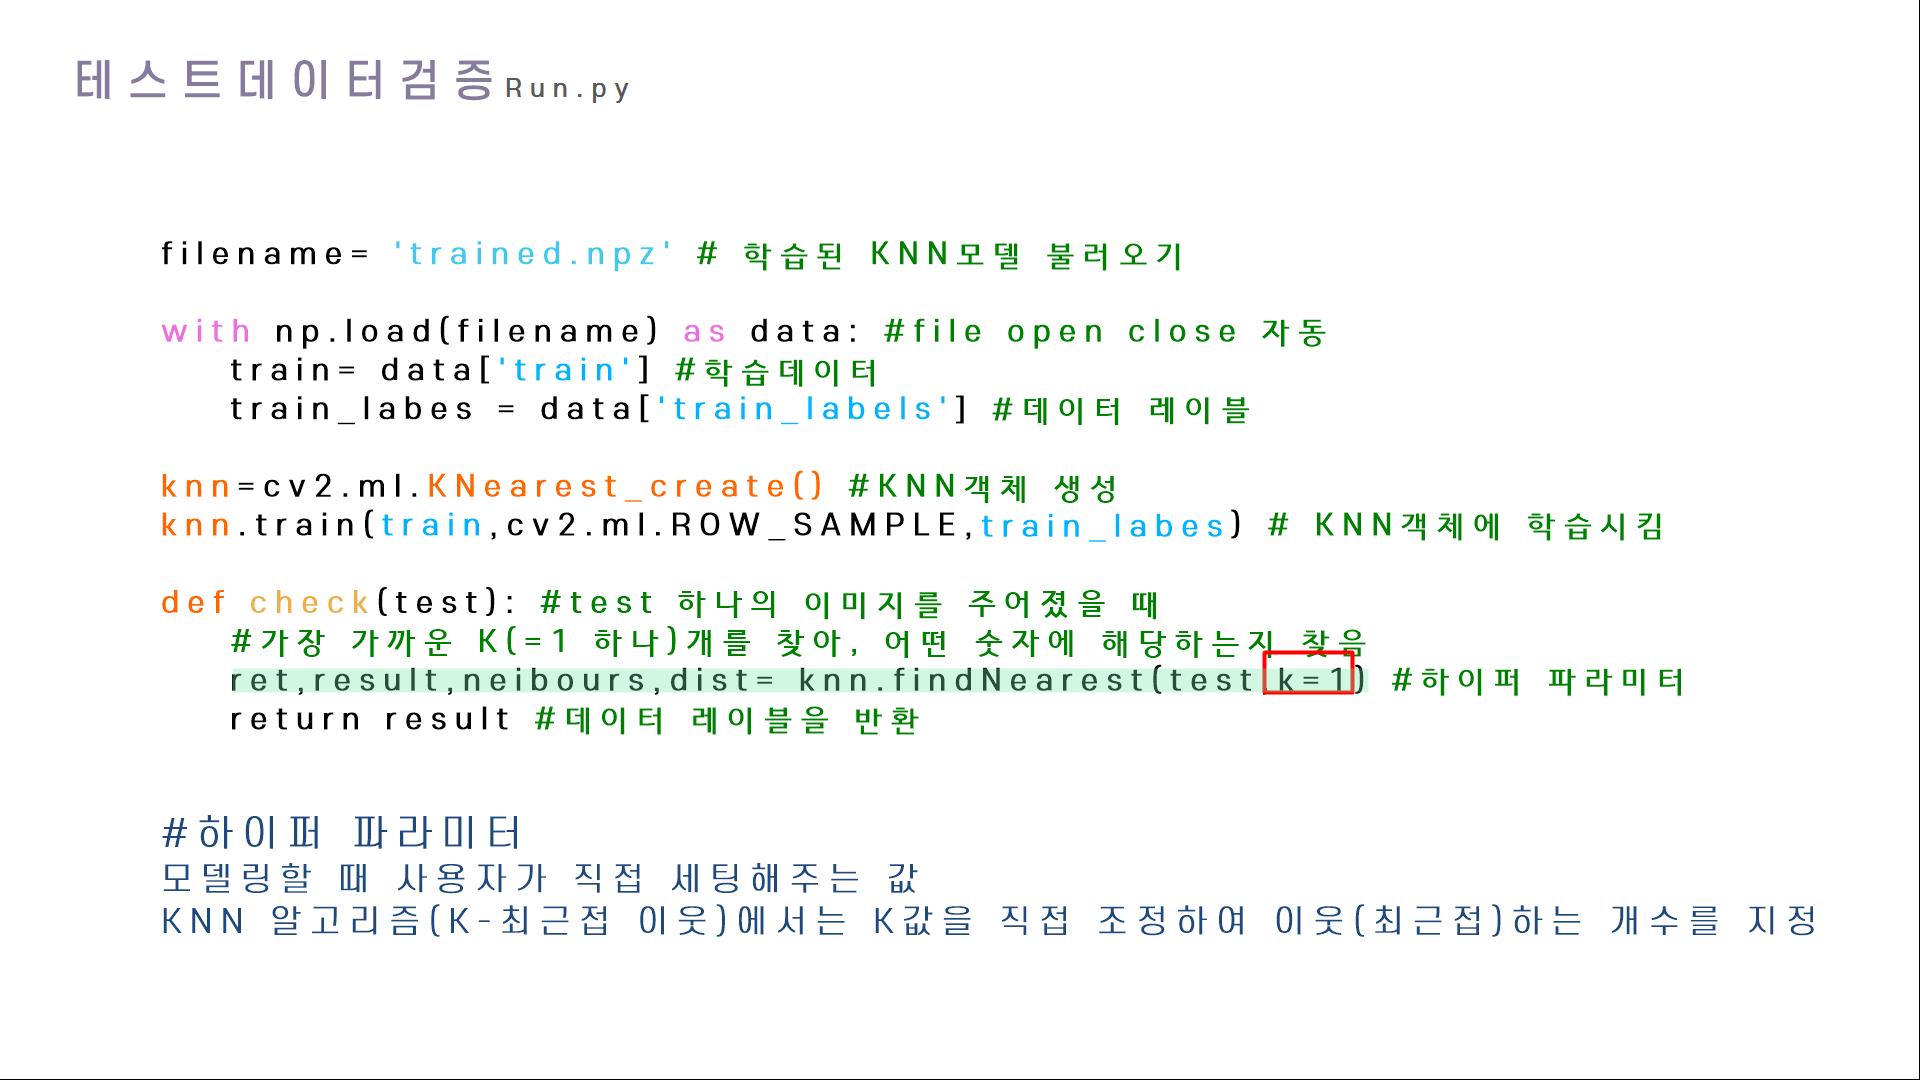 테스트데이터검증 Run.py
filename= 'trained.npz' # 학습된 KNN모델 불러오기
with np.load(filename) as data: #file open close 자동
train= data['train'] #학습데이터
train_labes = data['train_labels'] #데이터 레이블
knn=cv2.ml.KNearest_create() #KNN객체 생성
knn.train(train,cv2.ml.ROW_SAMPLE,train_labes) # KNN객체에 학습시킴
def check(test): #test 하나의 이미지를 주어졌을 때
#가장 가까운 K(=1 하나)개를 찾아, 어떤 숫자에 해당하는지 찾음
ret,result,neibours,dist= knn.findNearest(test,k=1) #하이퍼 파라미터
return result #데이터 레이블을 반환
#하이퍼 파라미터
모델링할 때 사용자가 직접 세팅해주는 값
KNN 알고리즘(K-최근접 이웃)에서는 K값을 직접 조정하여 이웃(최근접)하는 개수를 지정